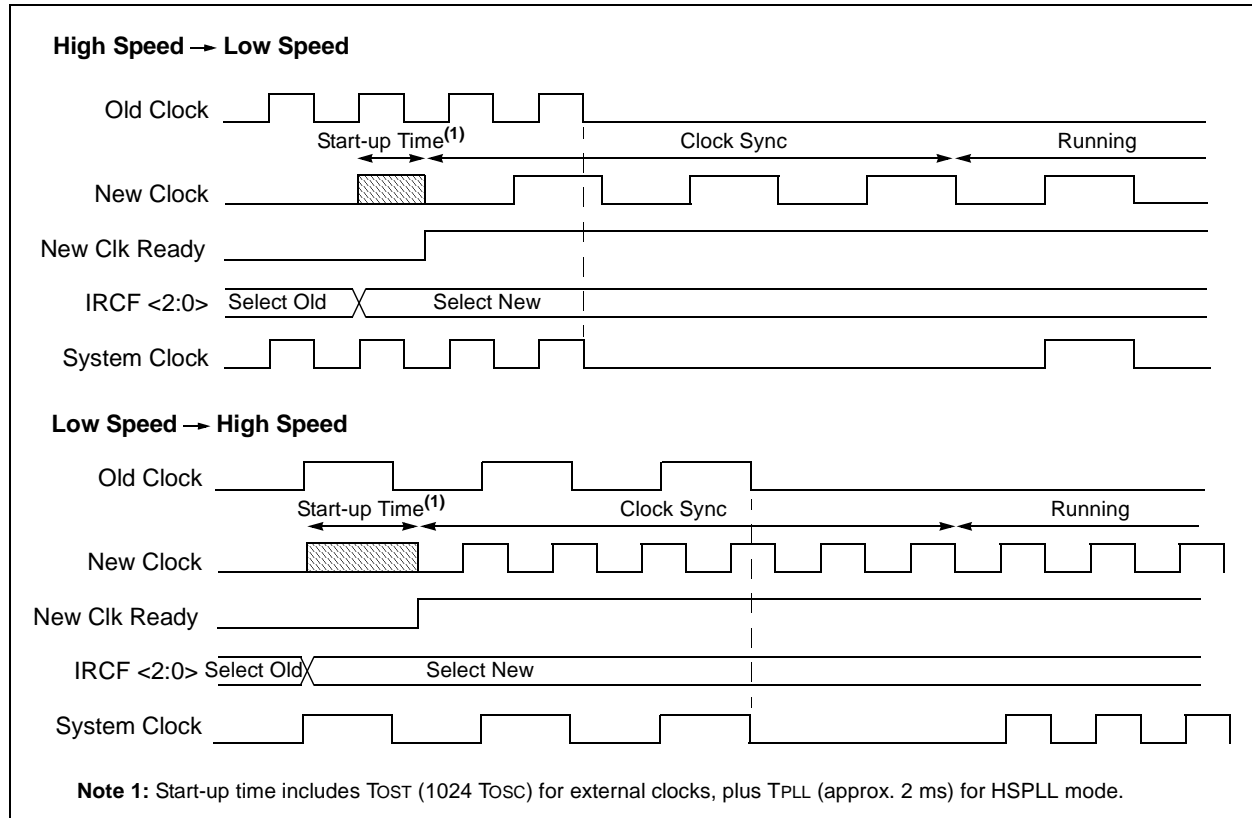 High Speed → Low Speed
Old Clock
Start-up Time(1) Clock Sync Running
New Clock
New Clk Ready
IRCF <2:0> Select Old Select New
System Clock
Low Speed → High Speed
Old Clock
Start-up Time(1) Clock Sync Running
New Clock
New Clk Ready
IRCF <2:0> Select Old Select New
System Clock
Note 1: Start-up time includes TOST (1024 TOSC) for external clocks, plus TPLL (approx. 2 ms) for HSPLL mode.